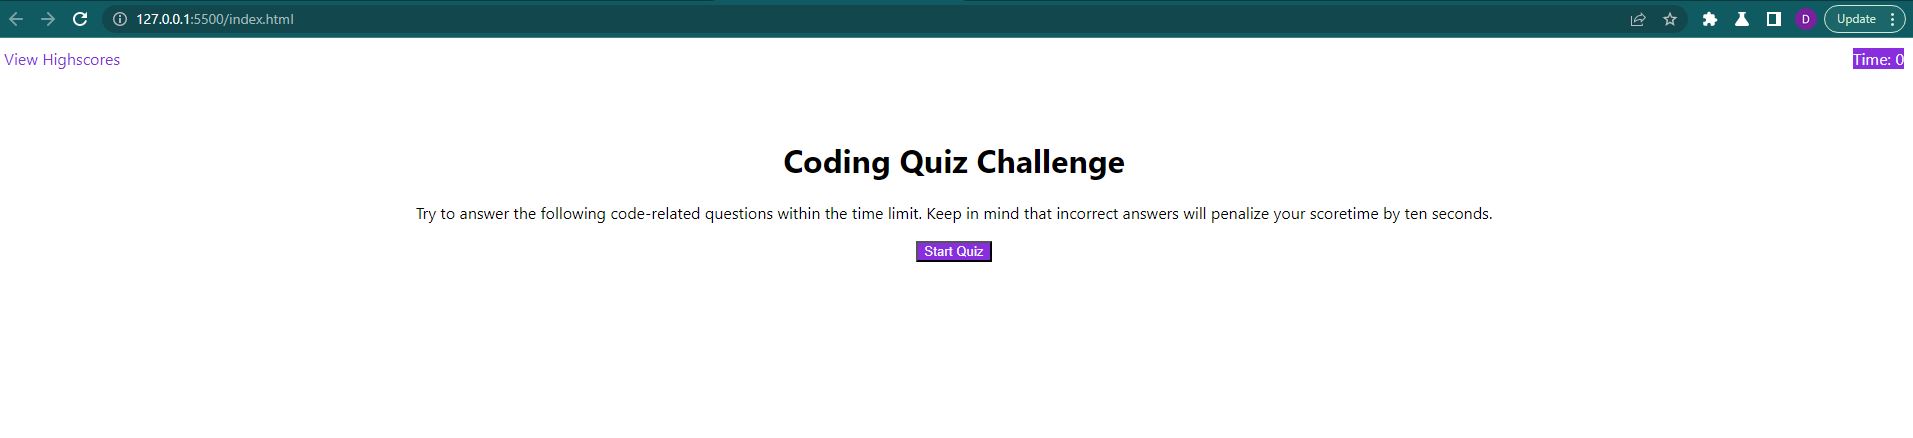 127.0.0.1:5500/index.html
D
Update
View Highscores
Time: 0
Coding Quiz Challenge
Try to answer the following code-related questions within the time limit. Keep in mind that incorrect answers will penalize your scoretime by ten seconds.
Start Quiz